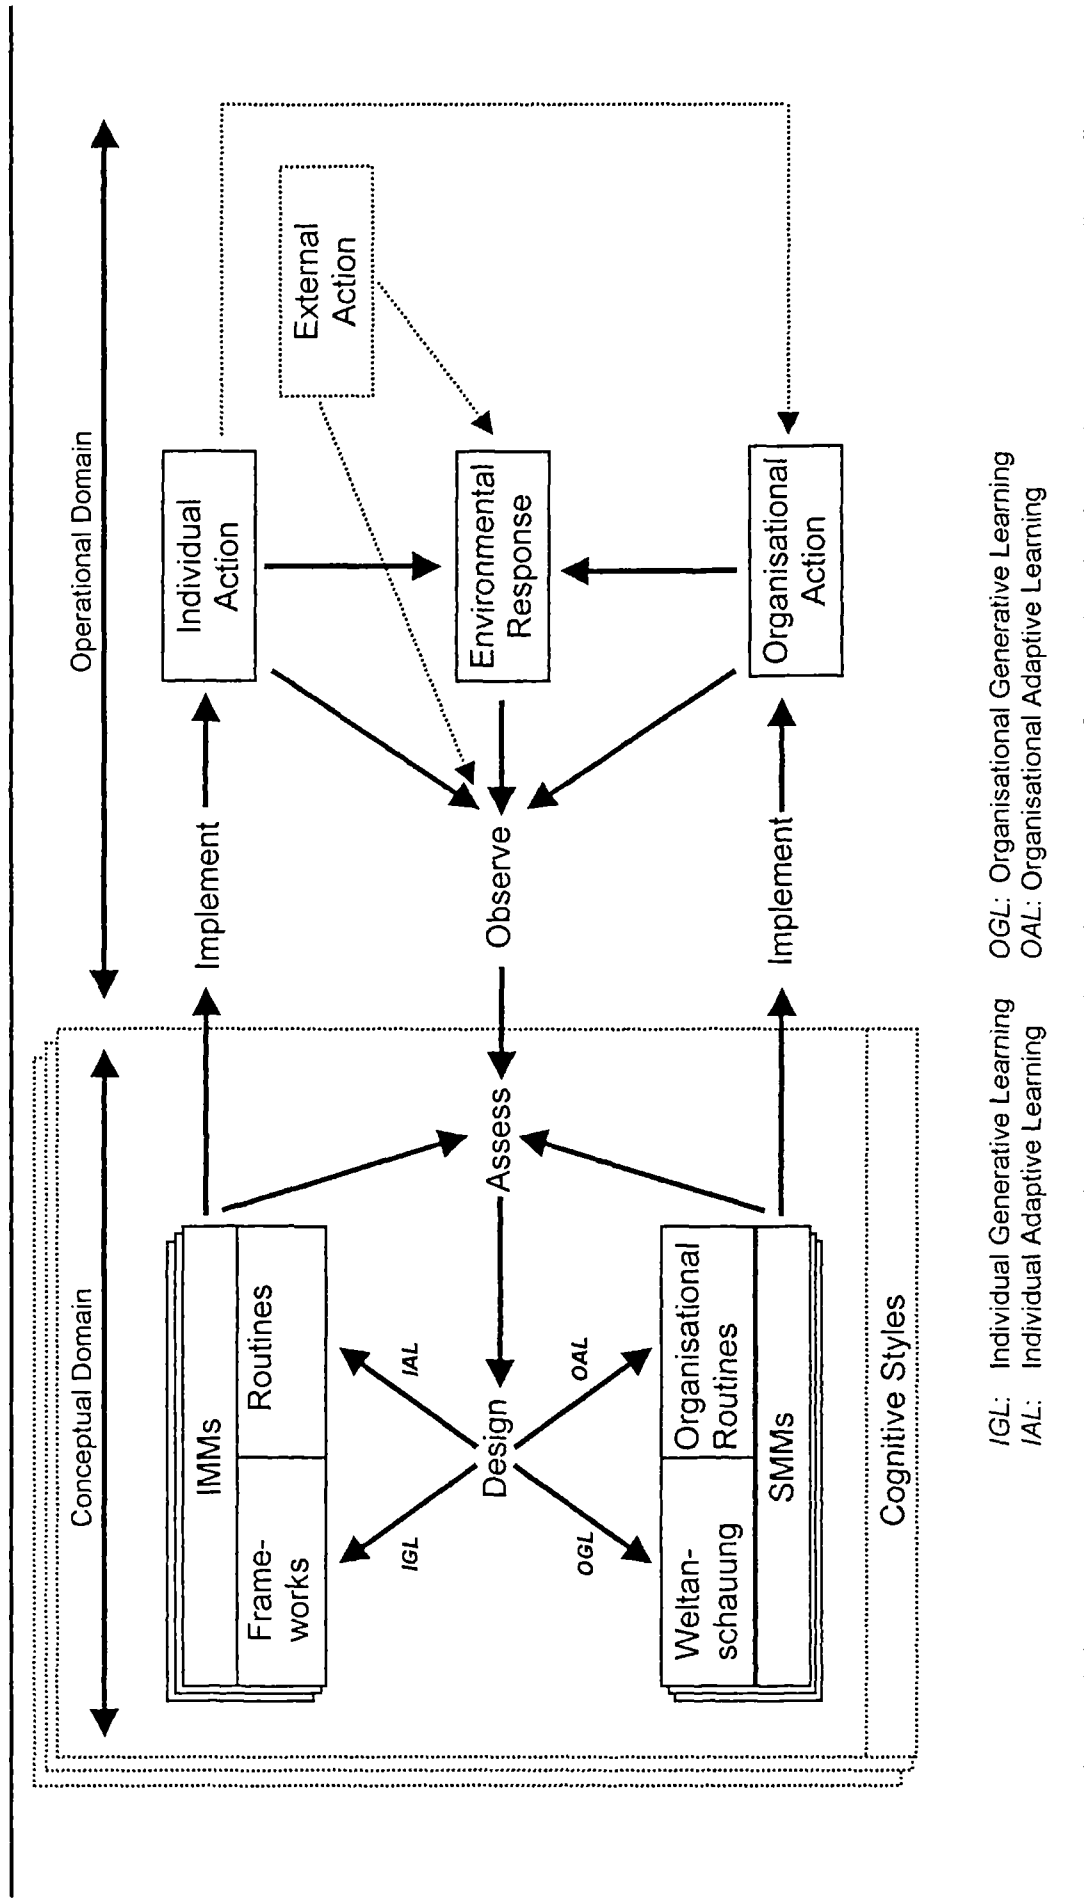 Conceptual Domain
Operational Domain
IMMs
Frame-
works
Routines
Implement
Individual
Action
External
Action
IGL
IAL
Design
Assess
Observe
Environmental
Response
OGL
OAL
Weltan-
schauung
Organisational
Routines
SMMs
Implement
Organisational
Action
Cognitive Styles
IGL: Individual Generative Learning
IAL: Individual Adaptive Learning
OGL: Organisational Generative Learning
OAL: Organisational Adaptive Learning